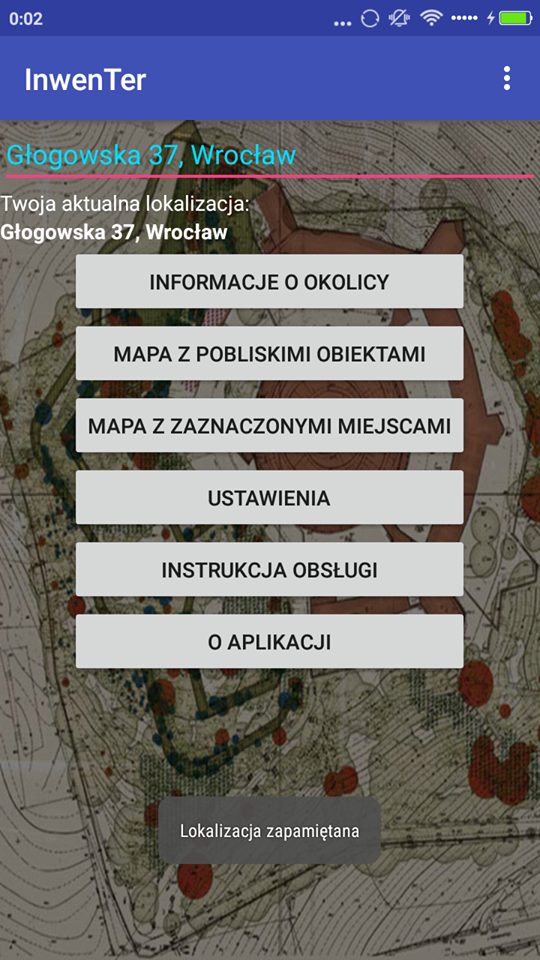 0:02
InwenTer
Głogowska 37, Wrocław
Twoja aktualna lokalizacja:
Głogowska 37, Wrocław
INFORMACJE O OKOLICY
MAPA Z POBLISKIMI OBIEKTAMI
MAPA Z ZAZNACZONYMI MIEJSCAMI
USTAWIENIA
INSTRUKCJA OBSŁUGI
O APLIKACJI
Lokalizacja zapamiętana